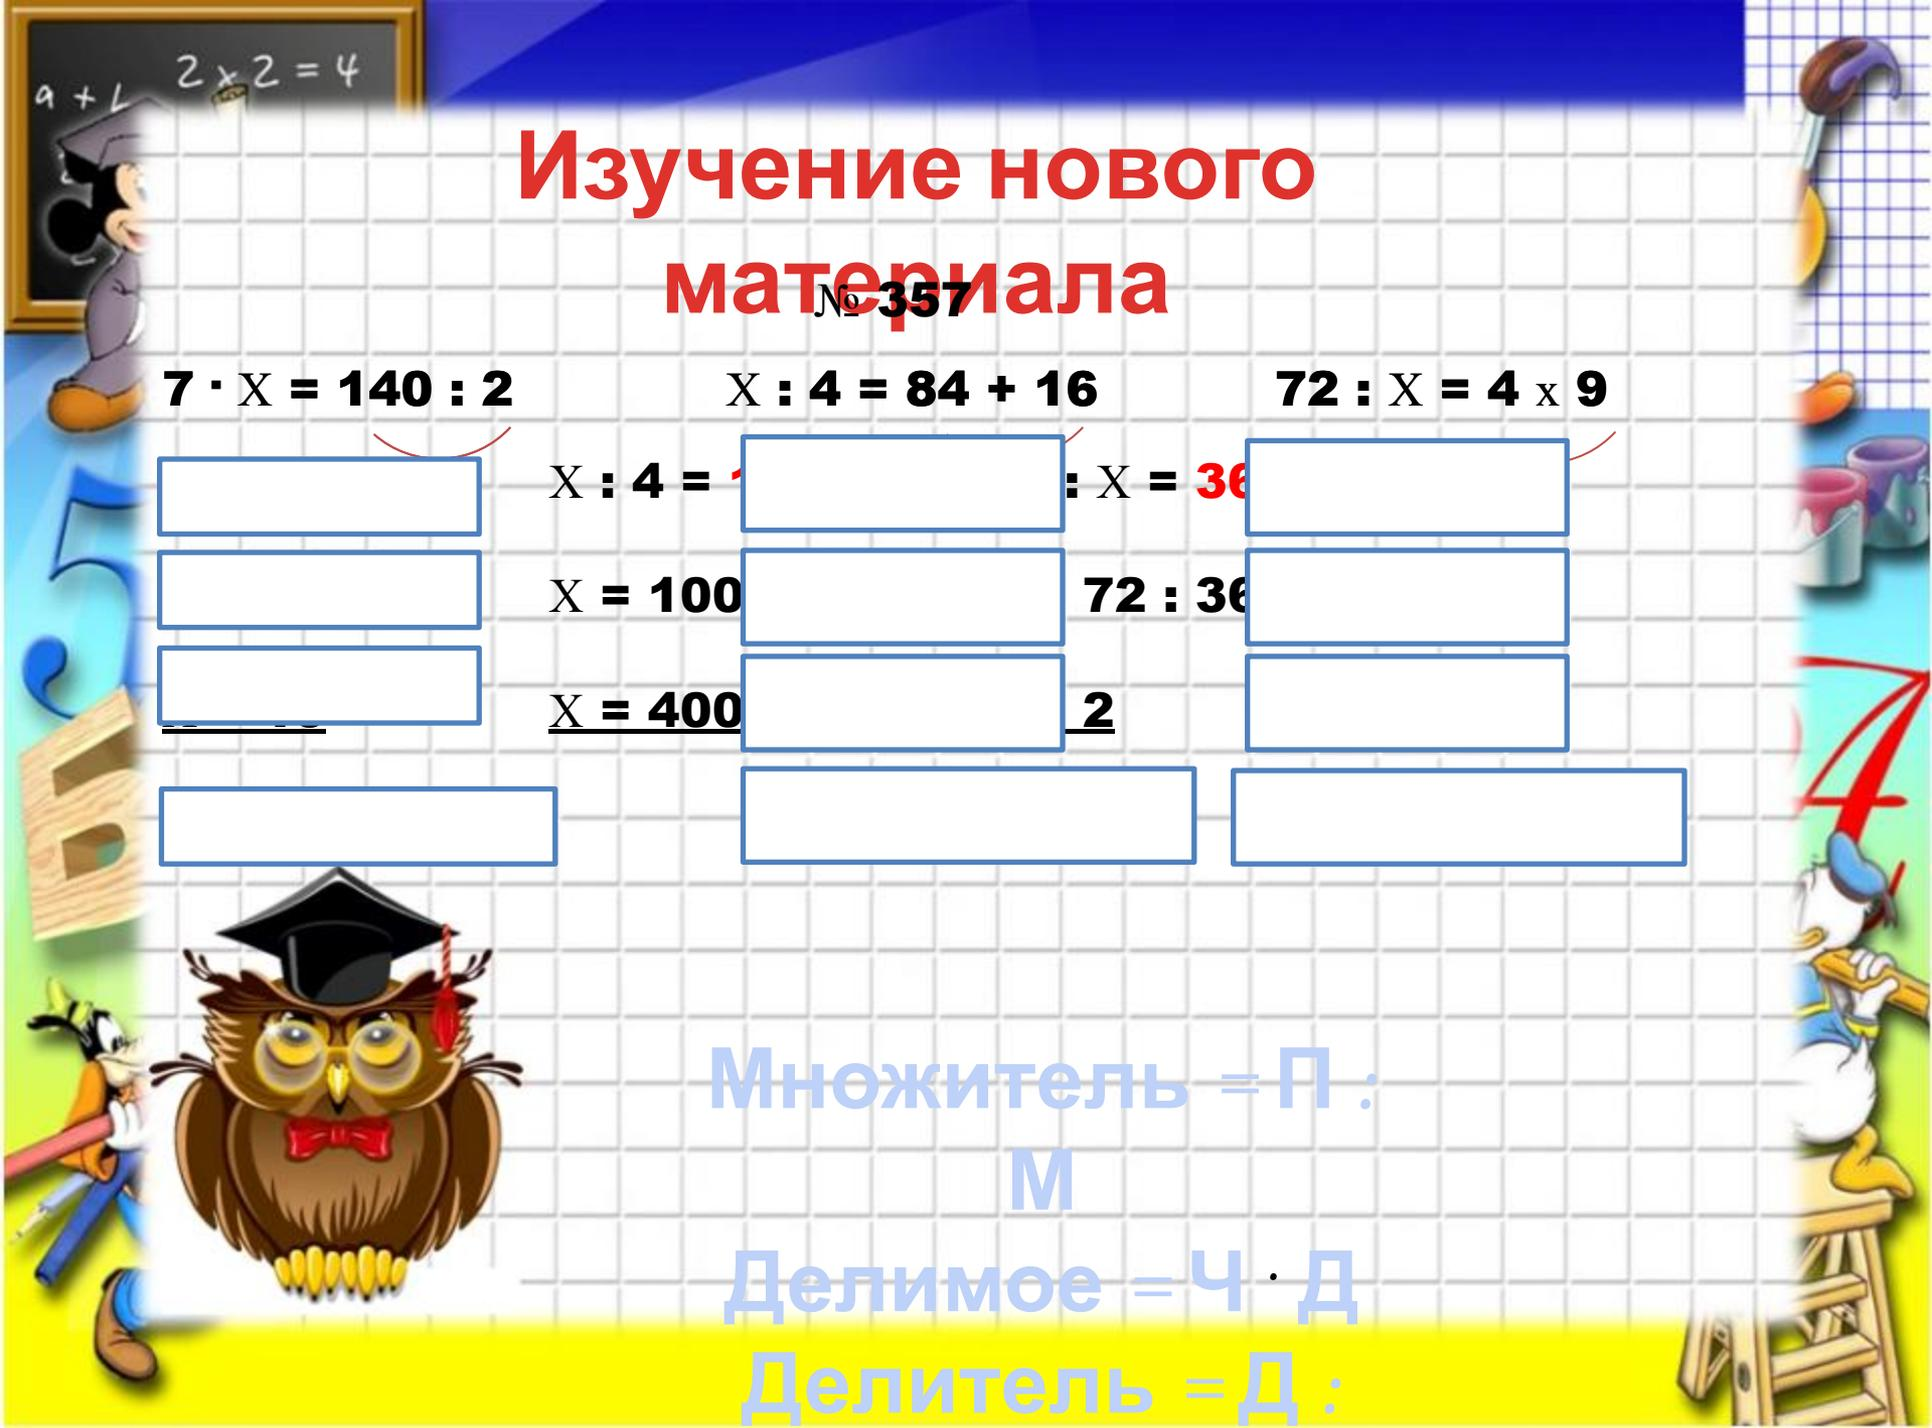 2 x 2 = 4
a +
Изучение нового
материала
№ 357
7 · Х = 140 : 2 Х : 4 = 84 + 16 72 : Х = 4 х 9
Х : 4 = : Х = 36
Х = 100 72 : 36
Х = 400 2
Множитель = П :
М
Делимое = Ч · Д
Делитель = Д :